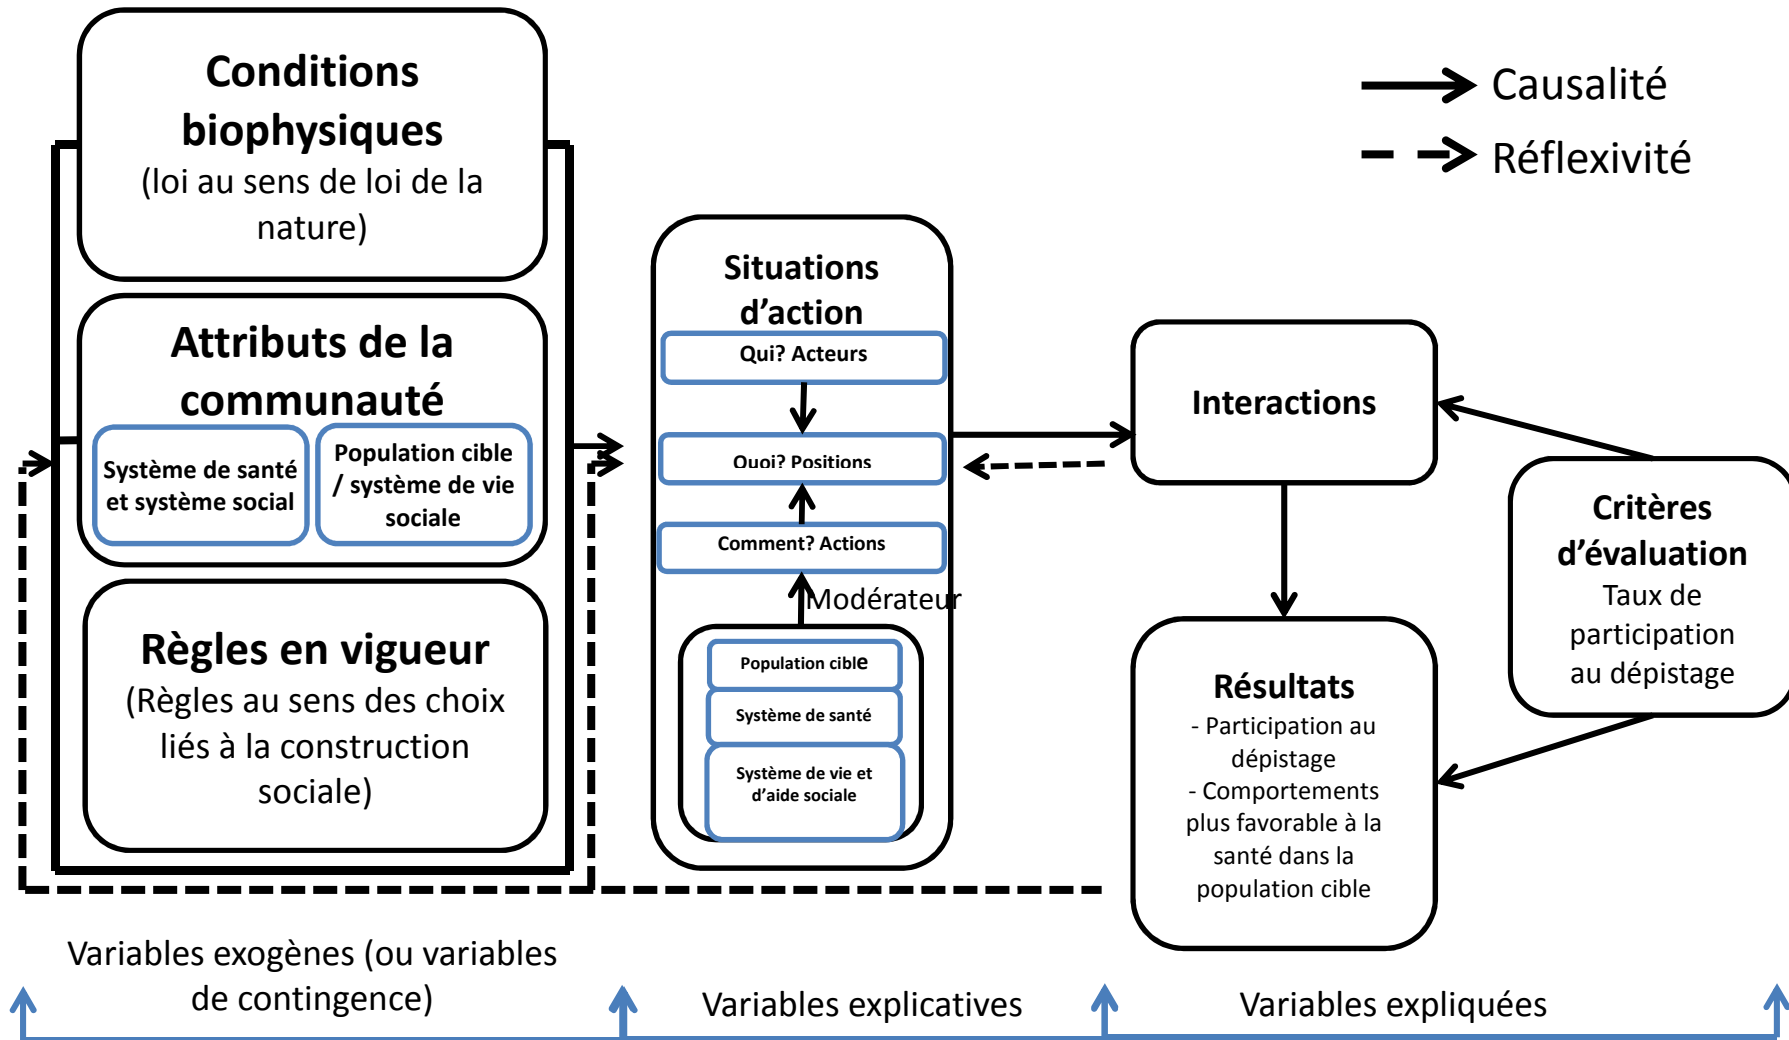 Conditions
biophysiques
(loi au sens de loi de la
nature)
Attributs de la
communauté
Système de santé
et système social
Population cible
/ système de vie
sociale
Règles en vigueur
(Règles au sens des choix
liés à la construction
sociale)
Situations
d’action
Qui? Acteurs
Quoi? Positions
Comment? Actions
Modérateur
Population cible
Système de santé
Système de vie et
d’aide sociale
Causalité
Réflexivité
Interactions
Résultats
- Participation au
dépistage
- Comportements
plus favorable à la
santé dans la
population cible
Critères
d’évaluation
Taux de
participation
au dépistage
Variables exogènes (ou variables
de contingence)
Variables explicatives
Variables expliquées